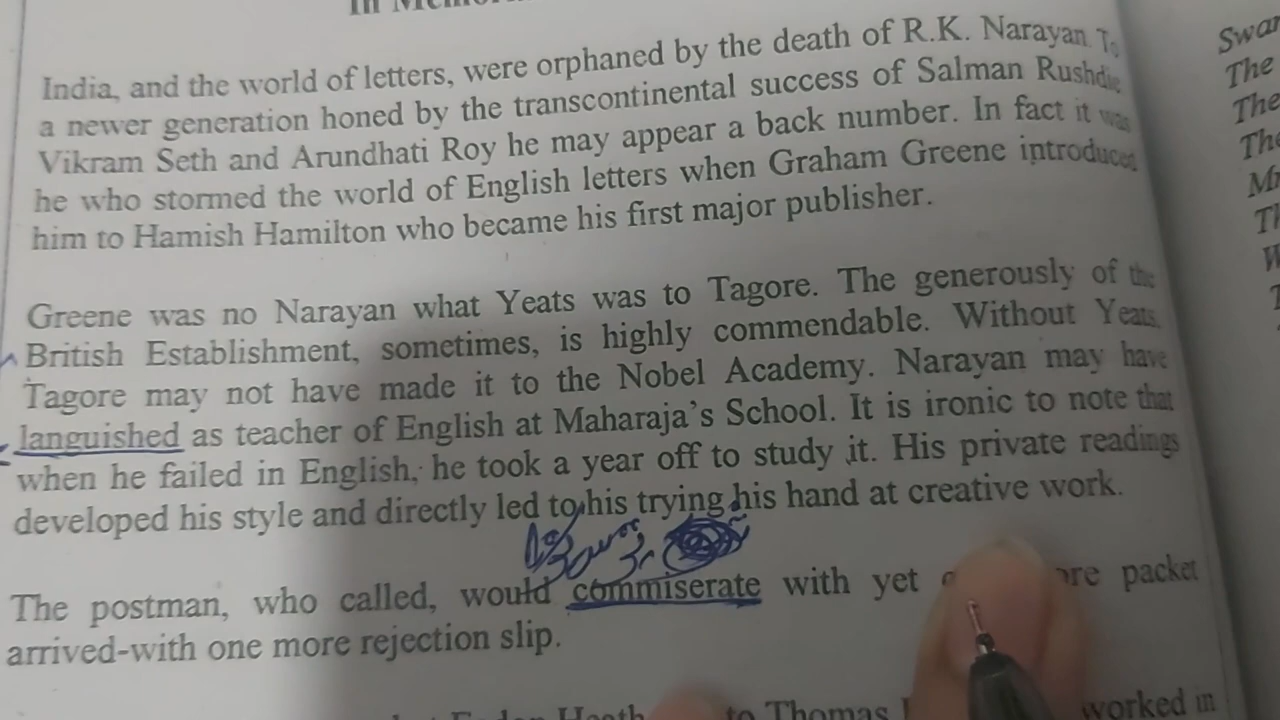 India, and the world of letters, were orphaned by the death of R.K. Narayan. To
a newer generation honed by the transcontinental success of Salman Rushdie
Vikram Seth and Arundhati Roy he may appear a back number. In fact it was
he who stormed the world of English letters when Graham Greene introduced
him to Hamish Hamilton who became his first major publisher.
Greene was no Narayan what Yeats was to Tagore. The generously of the
British Establishment, sometimes, is highly commendable. Without Yeats,
Tagore may not have made it to the Nobel Academy. Narayan may have
languished as teacher of English at Maharaja's School. It is ironic to note that
when he failed in English, he took a year off to study it. His private readings
developed his style and directly led to his trying his hand at creative work.
The postman, who called, would commiserate with yet packet
arrived-with one more rejection slip.
Heath to Thomas worked in
Swar
The
The
The